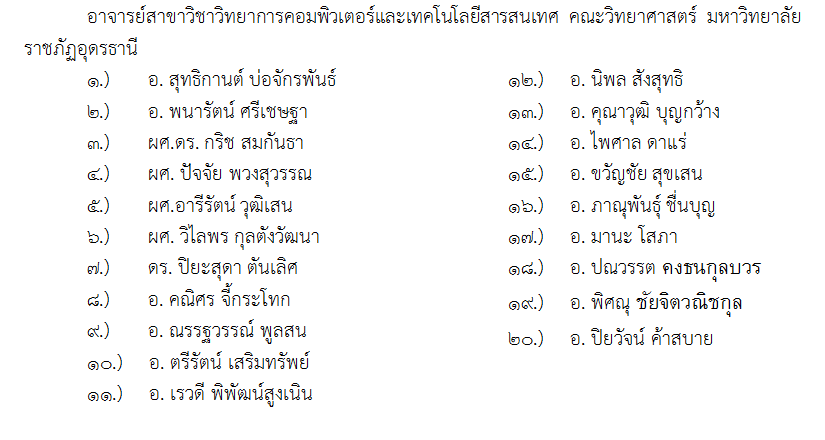 อาจารย์สาขาวิชาวิทยาการคอมพิวเตอร์และเทคโนโลยีสารสนเทศ คณะวิทยาศาสตร์ มหาวิทยาลัย
ราชภัฏอุดรธานี
๑.) อ. สุทธิกานต์ บ่อจักรพันธ์
๒.) อ. พนารัตน์ ศรีเชษฐา
๓.) ผศ.ดร. กริช สมกันธา
๔.) ผศ. ปัจจัย พวงสุวรรณ
๕.) ผศ.อารีรัตน์ วุฒิเสน
๖.) ผศ. วิไลพร กุลตังวัฒนา
๗.) ดร. ปิยะสุดา ตันเลิศ
๘.) อ. คณิศร จี้กระโทก
๙.) อ. ณรรฐวรรณ์ พูลสน
๑๐.) อ. ตรีรัตน์ เสริมทรัพย์
๑๑.) อ. เรวดี พิพัฒน์สูงเนิน
๑๒.) อ. นิพล สังสุทธิ
๑๓.) อ. คุณาวุฒิ บุญกว้าง
๑๔.) อ. ไพศาล ดาแร่
๑๕.) อ. ขวัญชัย สุขเสน
๑๖.) อ. ภาณุพันธุ์ ชื่นบุญ
๑๗.) อ. มานะ โสภา
๑๘.) อ. ปณวรรต คงธนกุลบวร
๑๙.) อ. พิศณุ ชัยจิตวณิชกุล
๒๐.) อ. ปิยวัจน์ ค้าสบาย